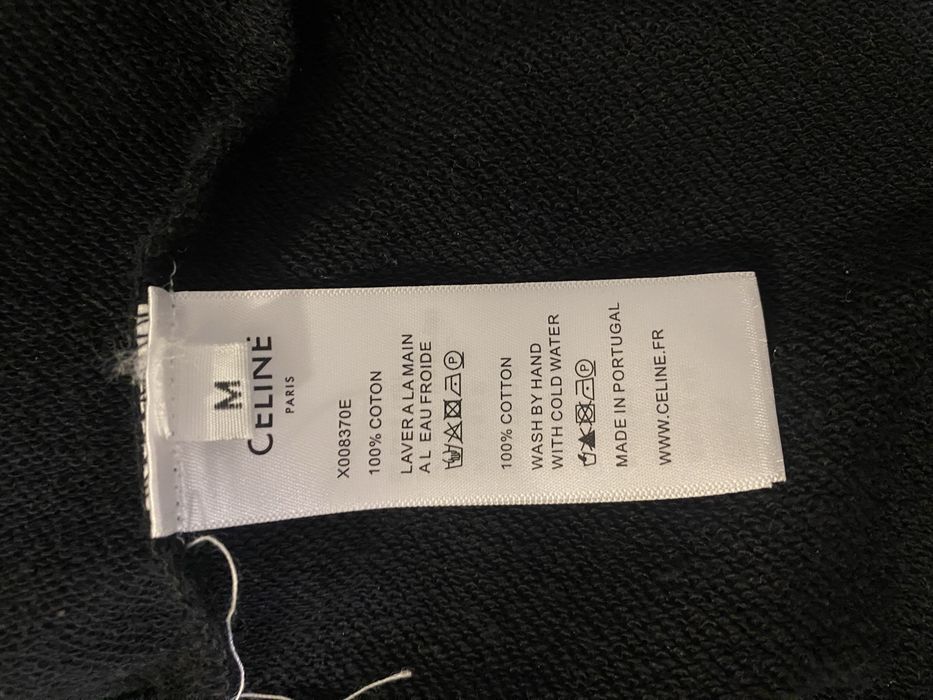 M
CELINE
PARIS
X008370E
100% COTON
LAVER A LA MAIN
A L EAU FROIDE
P
100% COTTON
WASH BY HAND
WITH COLD WATER
P
MADE IN PORTUGAL
WWW.CELINE.FR